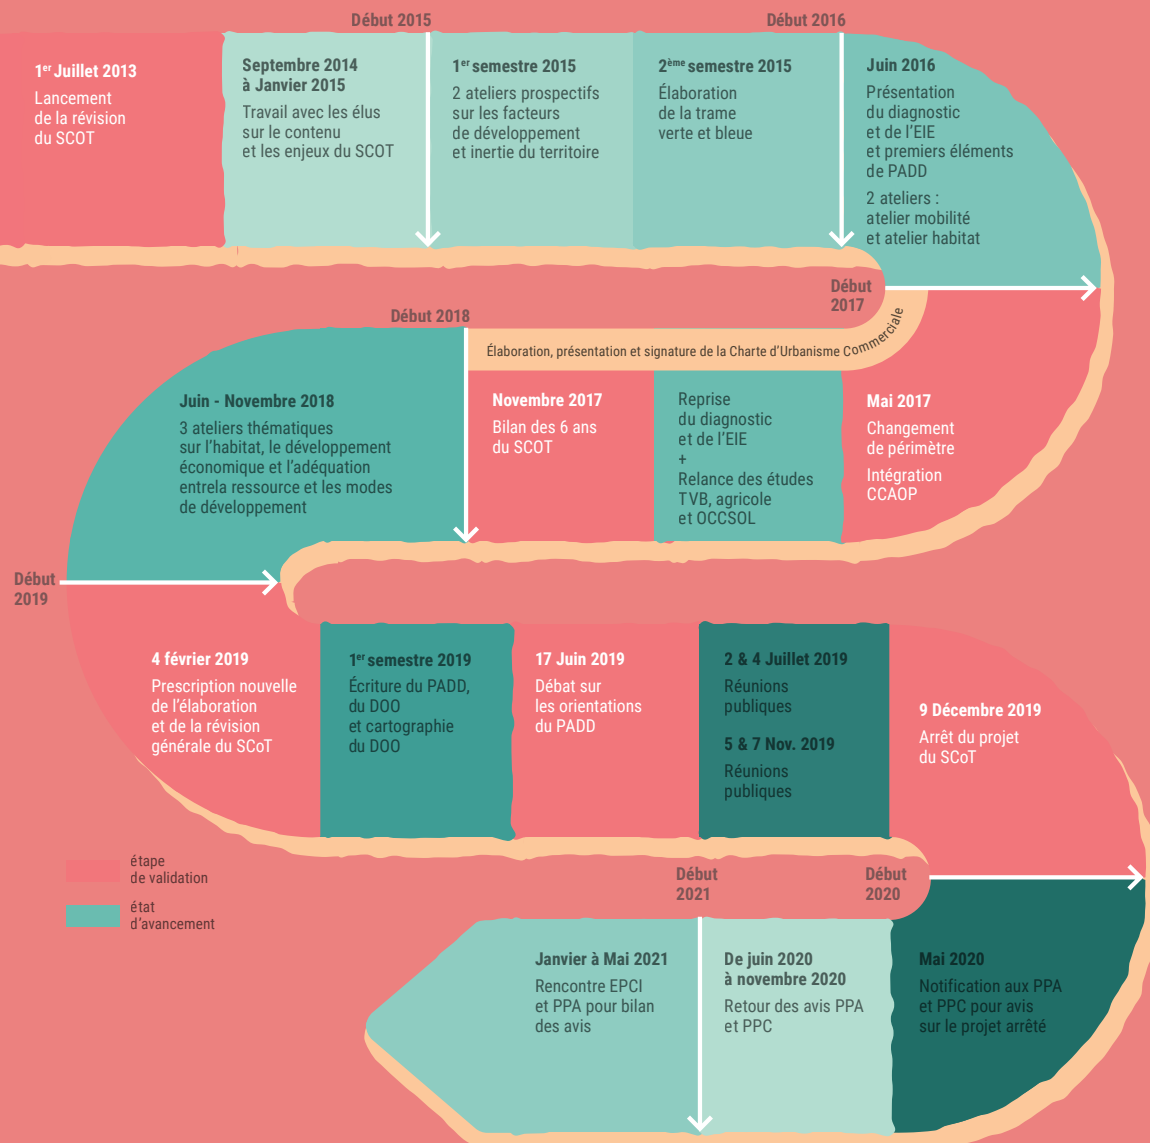 Début 2015
Début 2016
1er Juillet 2013
Lancement
de la révision
du SCOT
Septembre 2014
à Janvier 2015
Travail avec les élus
sur le contenu
et les enjeux du SCOT
1er semestre 2015
2 ateliers prospectifs
sur les facteurs
de développement
et inertie du territoire
2ème semestre 2015
Élaboration
de la trame
verte et bleue
Juin 2016
Présentation
du diagnostic
et de l'EIE
et premiers éléments
de PADD
2 ateliers :
atelier mobilité
et atelier habitat
Début
2017
Élaboration, présentation et signature de la Charte d'Urbanisme Commerciale
Mai 2017
Changement
de périmètre
Intégration
CCAOP
Reprise
du diagnostic
et de l'EIE
+
Relance des études
TVB, agricole
et OCCSOL
Novembre 2017
Bilan des 6 ans
du SCOT
Début 2018
Juin - Novembre 2018
3 ateliers thématiques
sur l'habitat, le développement
économique et l'adéquation
entrela ressource et les modes
de développement
Début
2019
4 février 2019
Prescription nouvelle
de l'élaboration
et de la révision
générale du SCoT
1er semestre 2019
Écriture du PADD,
du DOO
et cartographie
du DOO
17 Juin 2019
Débat sur
les orientations
du PADD
2 & 4 Juillet 2019
Réunions
publiques
5 & 7 Nov. 2019
Réunions
publiques
9 Décembre 2019
Arrêt du projet
du SCoT
Début
2020
Mai 2020
Notification aux PPA
et PPC pour avis
sur le projet arrêté
De juin 2020
à novembre 2020
Retour des avis PPA
et PPC
Début
2021
Janvier à Mai 2021
Rencontre EPCI
et PPA pour bilan
des avis
étape
de validation
état
d'avancement